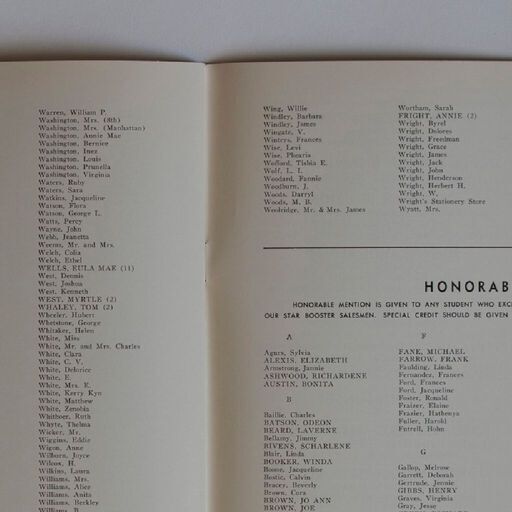 Warren, William P.
Washington, Mrs. (8th)
Washington, Mrs. (Manhattan)
Washington, Annie Mae
Washington, Bernice
Washington, Inez
Washington, Louis
Washington, Prunella
Washington, Virginia
Waters, Ruby
Waters, Sara
Watkins, Jacqueline
Watson, Flora
Watson, George L.
Watts, Percy
Wayne, John
Webb, Jeanetta
Weems, Mr. and Mrs.
Welch, Colia
Welch, Ethel
WELLS, EULA MAE (11)
West, Dennis
West, Joshua
West, Kenneth
WEST, MYRTLE (2)
WHALEY, TOM (2)
Wheeler, Hubert
Whetstone, George
Whitaker, Helen
White, Miss
White, Mr. and Mrs. Charles
White, Clara
White, C. V.
White, Delorice
White, E.
White, Mrs. E.
White, Kerry Kyn
White, Matthew
White, Zenobia
Whitboer, Ruth
Whyte, Thelma
Wicker, Mr.
Wiggins, Eddie
Wigon, Anne
Wilborn, Joyce
Wilcox, H.
Wilkins, Laura
Williams, Mrs.
Williams, Alice
Williams, Anita
Williams, Berkley
Williams, B.
Wing, Willie
Windley, Barbara
Windley, James
Wingate, V.
Winters, Frances
Wise, Levi
Wise, Phearia
Wofford, Tishia E.
Wolf, L. I.
Woodard, Fannie
Woodburn, J.
Woods, Darryl
Woods, M. B.
Woolridge, Mr. & Mrs. James
Wortham, Sarah
FRIGHT, ANNIE (2)
Wright, Byrel
Wright, Dolores
Wright, Freedman
Wright, Grace
Wright, James
Wright, Jack
Wright, John
Wright, Henderson
Wright, Herbert H.
Wright, W.
Wright's Stationery Store
Wyatt, Mrs.
HONORAB
HONORABLE MENTION IS GIVEN TO ANY STUDENT WHO EXC
OUR STAR BOOSTER SALESMEN. SPECIAL CREDIT SHOULD BE GIVEN
A
Agurs, Sylvia
ALEXIS, ELIZABETH
Armstrong, Jannie
ASHWOOD, RICHARDENE
AUSTIN, BONITA
B
Baillie, Charles
BATSON, ODEON
BEARD, LAVERNE
Bellamy, Jimmy
BIVENS, SCHARLENE
Blair, Linda
BOOKER, WINDA
Boone, Jacqueline
Bostic, Calvin
Bracey, Beverly
Brown, Cora
BROWN, JO ANN
BROWN, JOE
F
FANE, MICHAEL
FARROW, FRANK
Faulding, Linda
Fernandez, Frances
Ford, Frances
Ford, Jacqueline
Foster, Ronald
Fraizer, Elaine
Frazier, Hathenya
Fuller, Harold
Futrell, Hohn
G
Gallop, Melrose
Garrett, Deborah
Gertrude, Jennie
GIBBS, HENRY
Graves, Virginia
Gray, Jesse